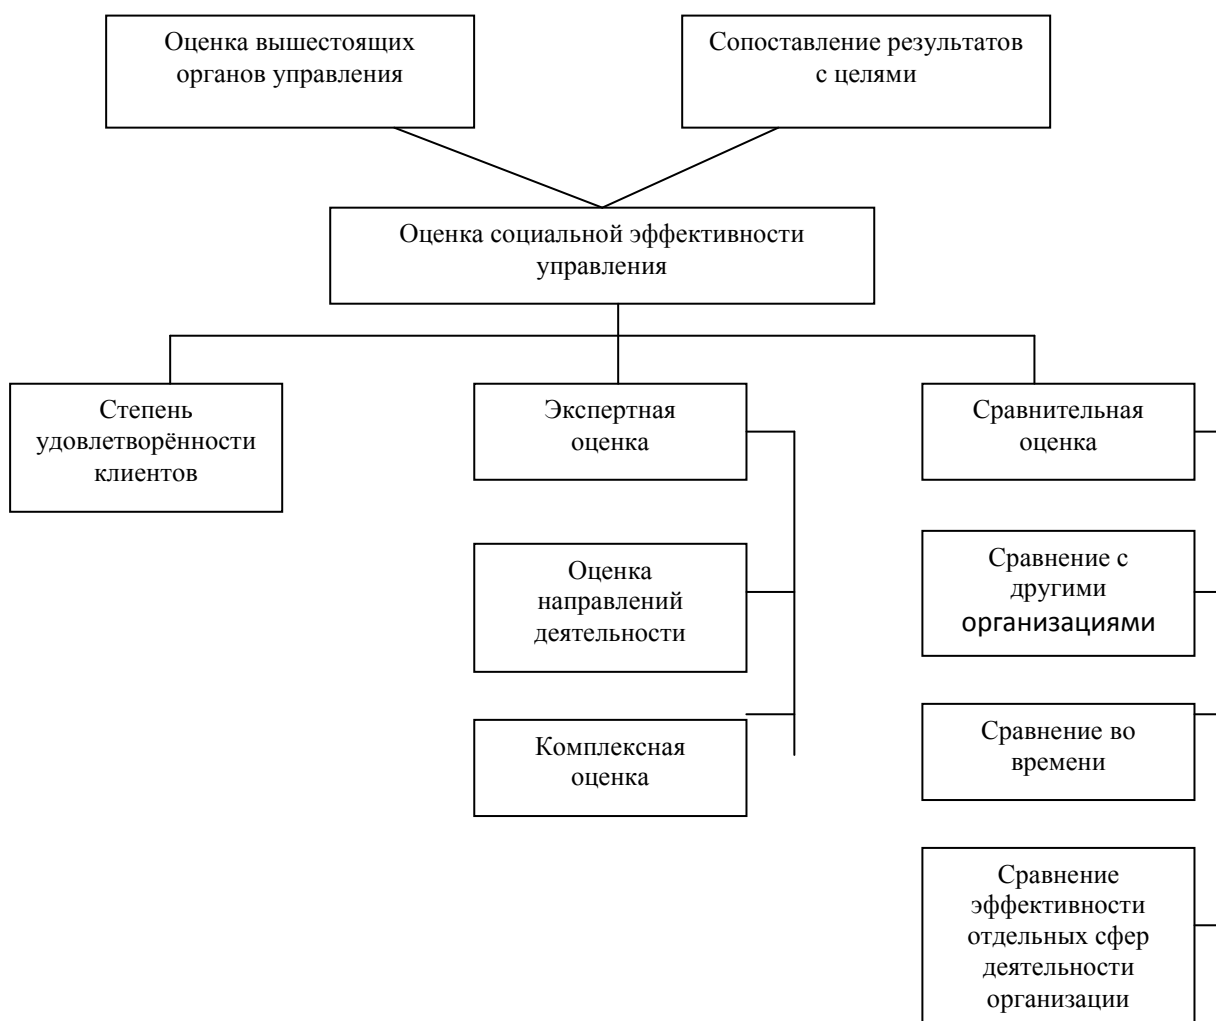 Оценка вышестоящих
органов управления
Сопоставление результатов
с целями
Оценка социальной эффективности
управления
Степень
удовлетворённости
клиентов
Экспертная
оценка
Сравнительная
оценка
Оценка
направлений
деятельности
Сравнение с
другими
организациями
Комплексная
оценка
Сравнение во
времени
Сравнение
эффективности
отдельных сфер
деятельности
организации